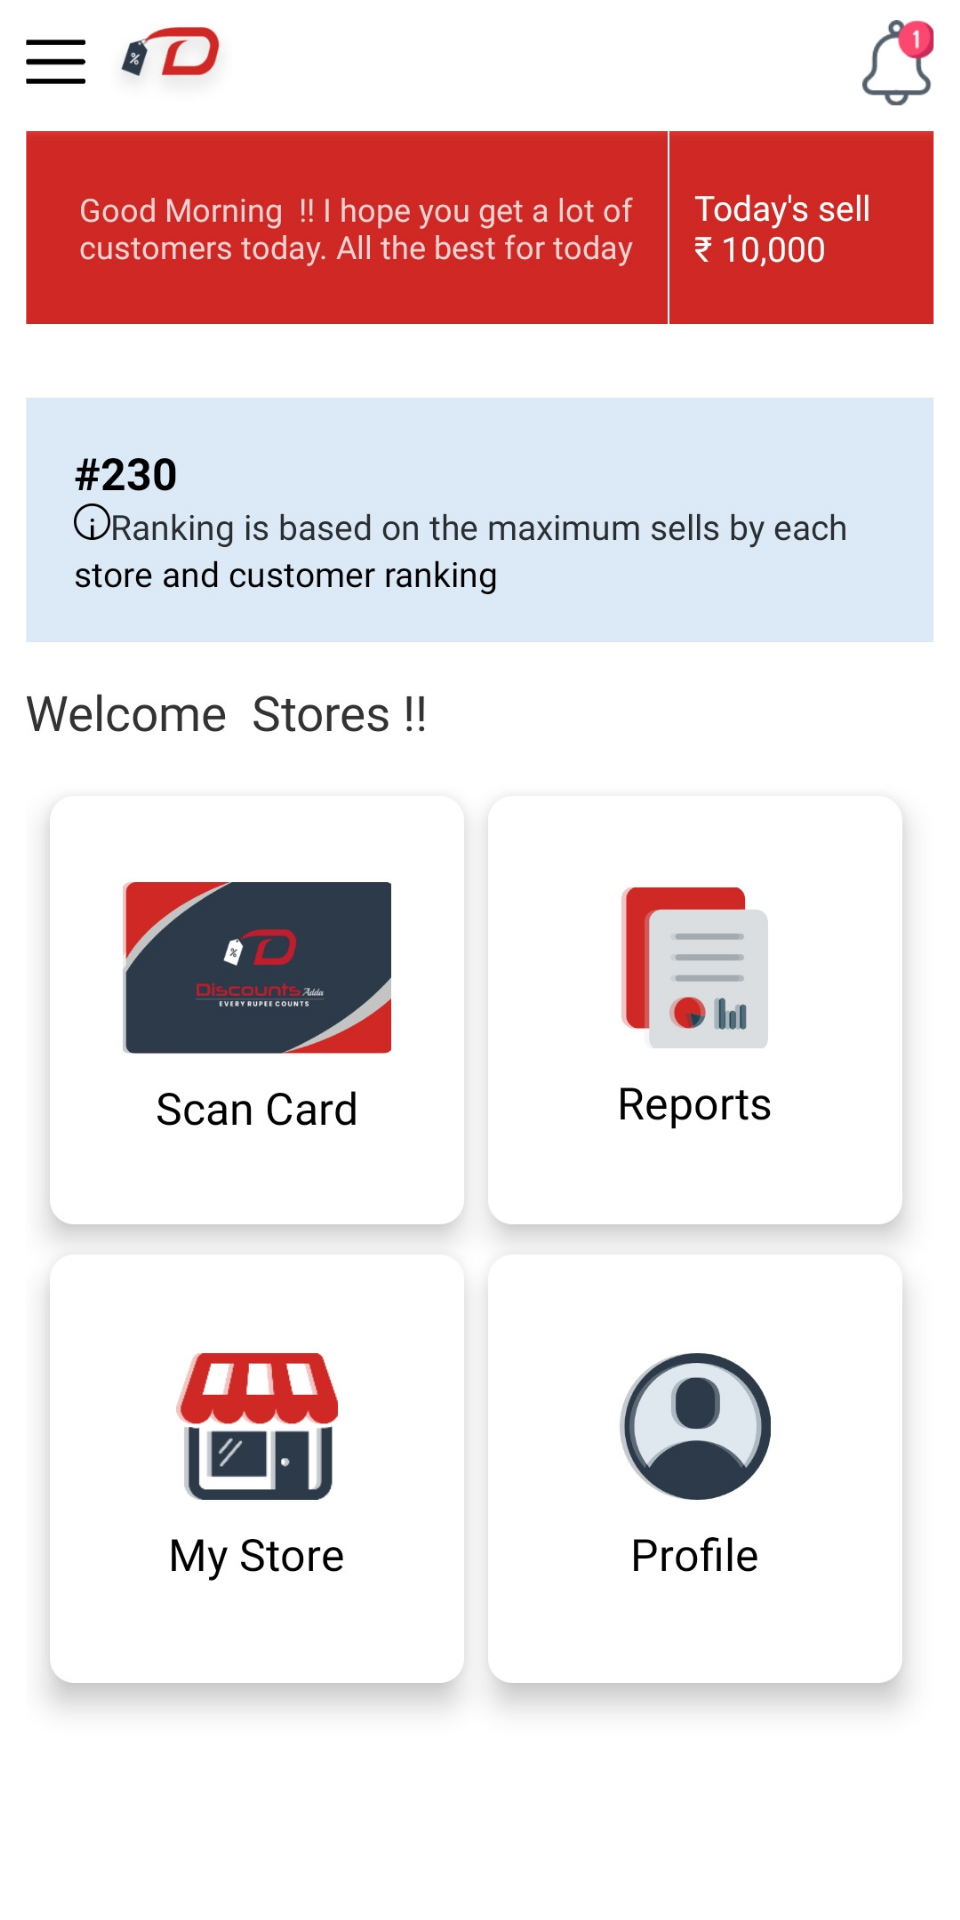 1
Good Morning  !! I hope you get a lot of
customers today. All the best for today
Today's sell
₹ 10,000
#230
Ranking is based on the maximum sells by each
store and customer ranking
Welcome  Stores !!
%
Discounts Adda
EVERY RUPEE COUNTS
Scan Card
Reports
My Store
Profile